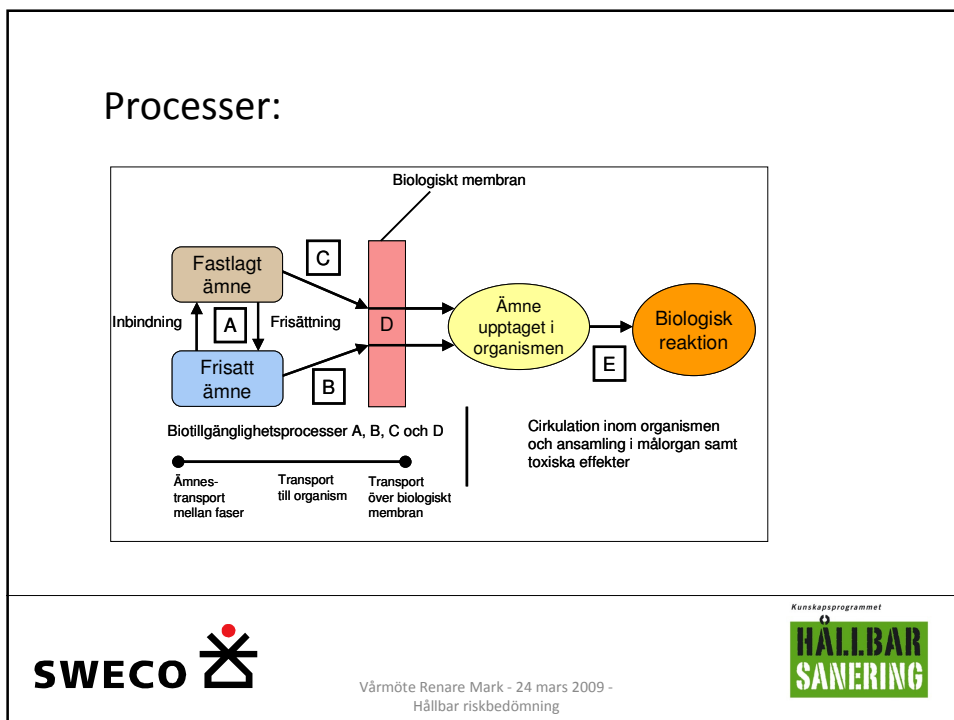 Processer:
Biologiskt membran
C
Fastlagt
ämne
Inbindning
A
Frisättning
D
Ämne
upptaget i
organismen
Biologisk
reaktion
E
Frisatt
ämne
B
Biotillgänglighetsprocesser A, B, C och D
Cirkulation inom organismen
och ansamling i målorgan samt
toxiska effekter
Ämnes-
transport
mellan faser
Transport
till organism
Transport
över biologiskt
membran
SWECO
Vårmöte Renare Mark - 24 mars 2009 -
Hållbar riskbedömning
Kunskapsprogrammet
HÅLLBAR
SANERING